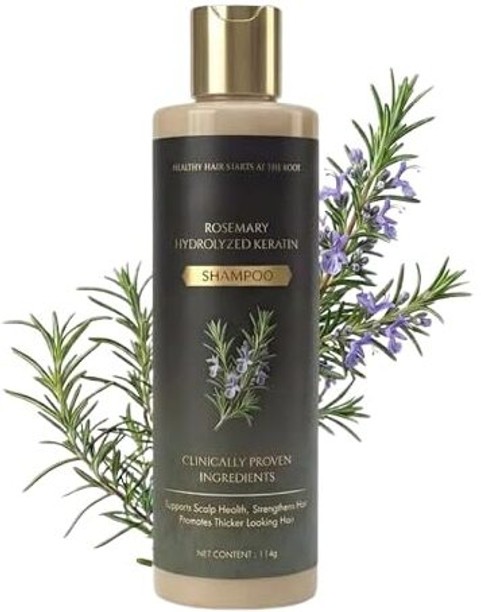 HEALTHY HAIR STARTS AT THE ROOT
ROSEMARY
HYDROLYZED KERATIN
SHAMPOO
CLINICALLY PROVEN
INGREDIENTS
Supports Scalp Health, Strengthens Hair
Promotes Thicker Looking Hair
NET CONTENT : 114g